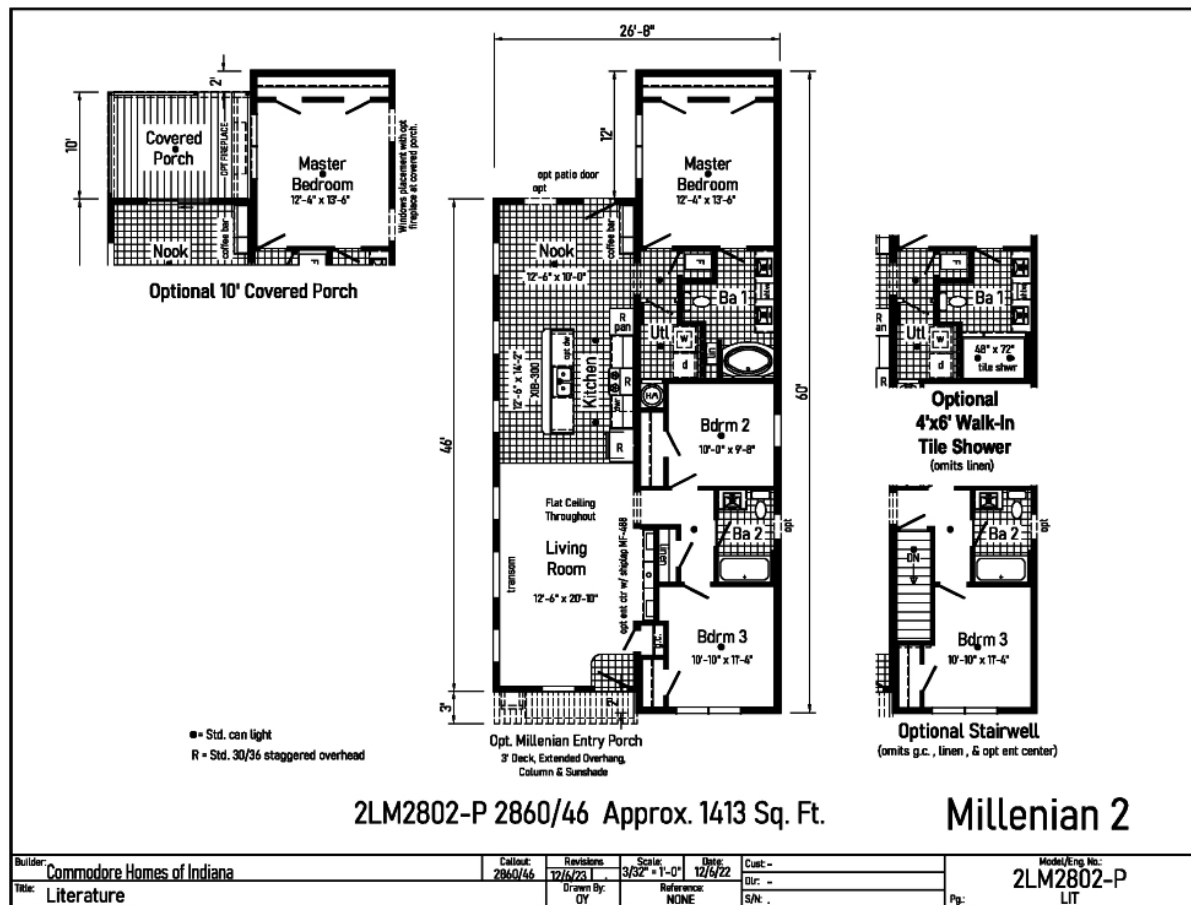 26'-8"
2'
10'
Covered
Porch
OPT FIREPLACE
Master
Bedroom
12'-4" x 13'-6"
Windows placement with opt
fireplace at covered porch.
Nook
coffee bar
F
Optional 10' Covered Porch
12'
opt patio door
opt
Master
Bedroom
12'-4" x 13'-6"
46'
60'
Nook
12'-6" x 10'-0"
coffee bar
F
Ba 1
Utl
W
d
lin
R
pan
opt dw
12'-6" x 14'-2"
XIB-300
Kitchen
R
R
Bdrm 2
10'-0" x 9'-8"
Flat Ceiling
Throughout
Living
Room
12'-6" x 20'-10"
transom
opt ent ctr w/ shiplap MF-488
linen
Ba 2
opt
g.c.
Bdrm 3
10'-10" x 11'-4"
3'
2'
Opt. Millenian Entry Porch
3' Deck, Extended Overhang,
Column & Sunshade
F
Ba 1
R
pan
Utl
W
d
48" x 72"
tile shwr
Optional
4'x6' Walk-In
Tile Shower
(omits linen)
DN
Ba 2
opt
Bdrm 3
10'-10" x 11'-4"
Optional Stairwell
(omits g.c., linen, & opt ent center)
●= Std. can light
R = Std. 30/36 staggered overhead
2LM2802-P 2860/46 Approx. 1413 Sq. Ft.
Millenian 2
Builder: Commodore Homes of Indiana
Callout: 2860/46
Revisions 12/6/23 .
Scale: 3/32" = 1'-0"
Date: 12/6/22
Cust: -
Dlr: -
S/N: .
Model/Eng. No.: 2LM2802-P
Title: Literature
Drawn By: OY
Reference: NONE
Pg.: LIT